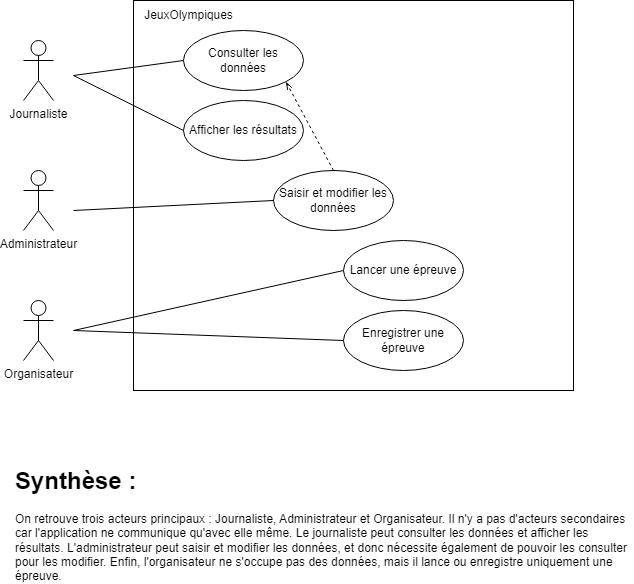 JeuxOlympiques
Consulter les
données
Journaliste
Afficher les résultats
Saisir et modifier les
données
Administrateur
Lancer une épreuve
Enregistrer une
épreuve
Organisateur
Synthèse :
On retrouve trois acteurs principaux : Journaliste, Administrateur et Organisateur. Il n'y a pas d'acteurs secondaires
car l'application ne communique qu'avec elle même. Le journaliste peut consulter les données et afficher les
résultats. L'administrateur peut saisir et modifier les données, et donc nécessite également de pouvoir les consulter
pour les modifier. Enfin, l'organisateur ne s'occupe pas des données, mais il lance ou enregistre uniquement une
épreuve.